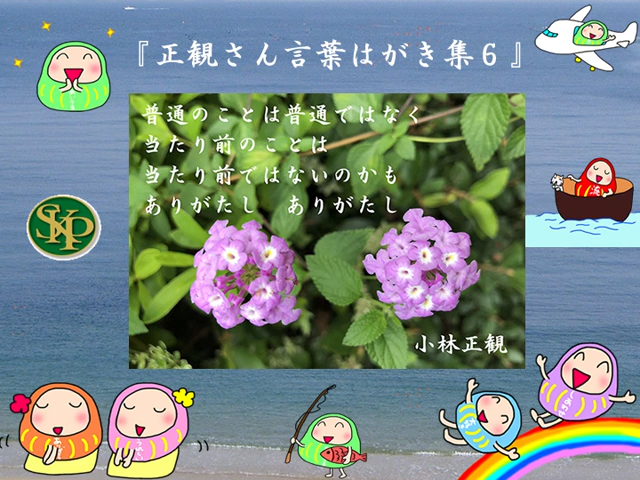 『正観さん言葉はがき集6』
普通のことは普通ではなく
当たり前のことは
当たり前ではないのかも
ありがたし　ありがたし
小林正観
SKP